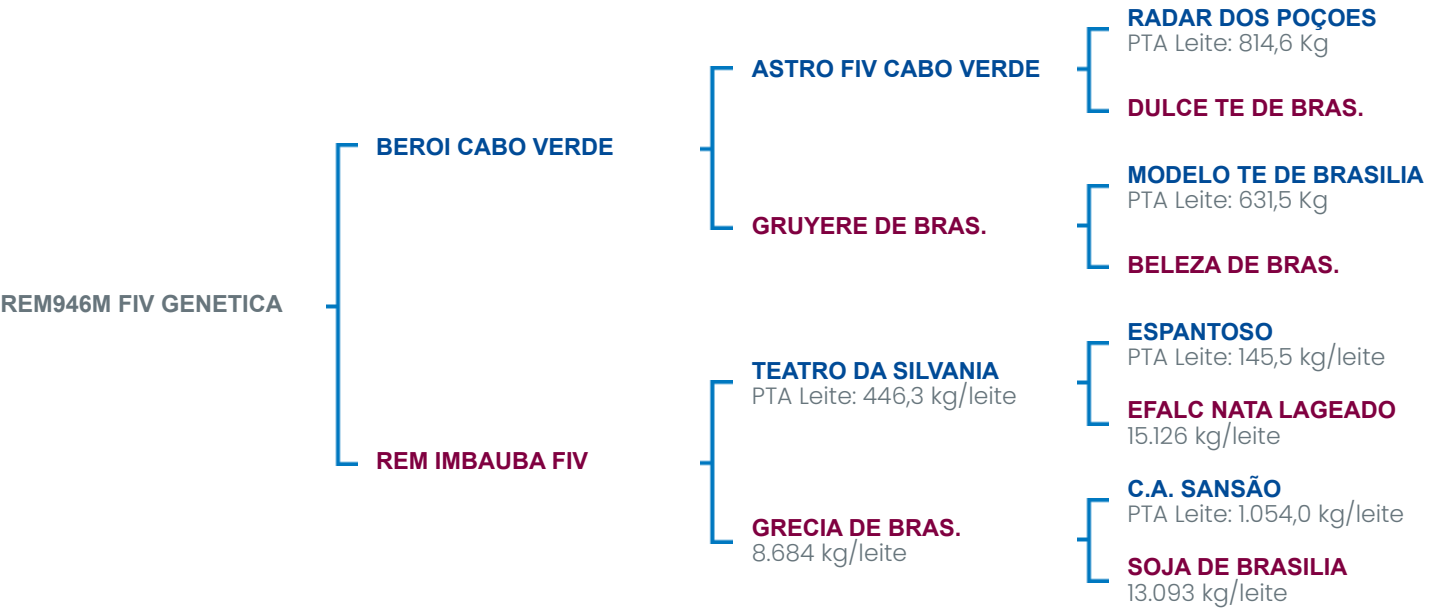 RADAR DOS POÇOES
PTA Leite: 814,6 Kg
ASTRO FIV CABO VERDE
DULCE TE DE BRAS.
BEROI CABO VERDE
MODELO TE DE BRASILIA
PTA Leite: 631,5 Kg
GRUYERE DE BRAS.
BELEZA DE BRAS.
REM946M FIV GENETICA
ESPANTOSO
PTA Leite: 145,5 kg/leite
TEATRO DA SILVANIA
PTA Leite: 446,3 kg/leite
EFALC NATA LAGEADO
15.126 kg/leite
REM IMBAUBA FIV
C.A. SANSÃO
PTA Leite: 1.054,0 kg/leite
GRECIA DE BRAS.
8.684 kg/leite
SOJA DE BRASILIA
13.093 kg/leite